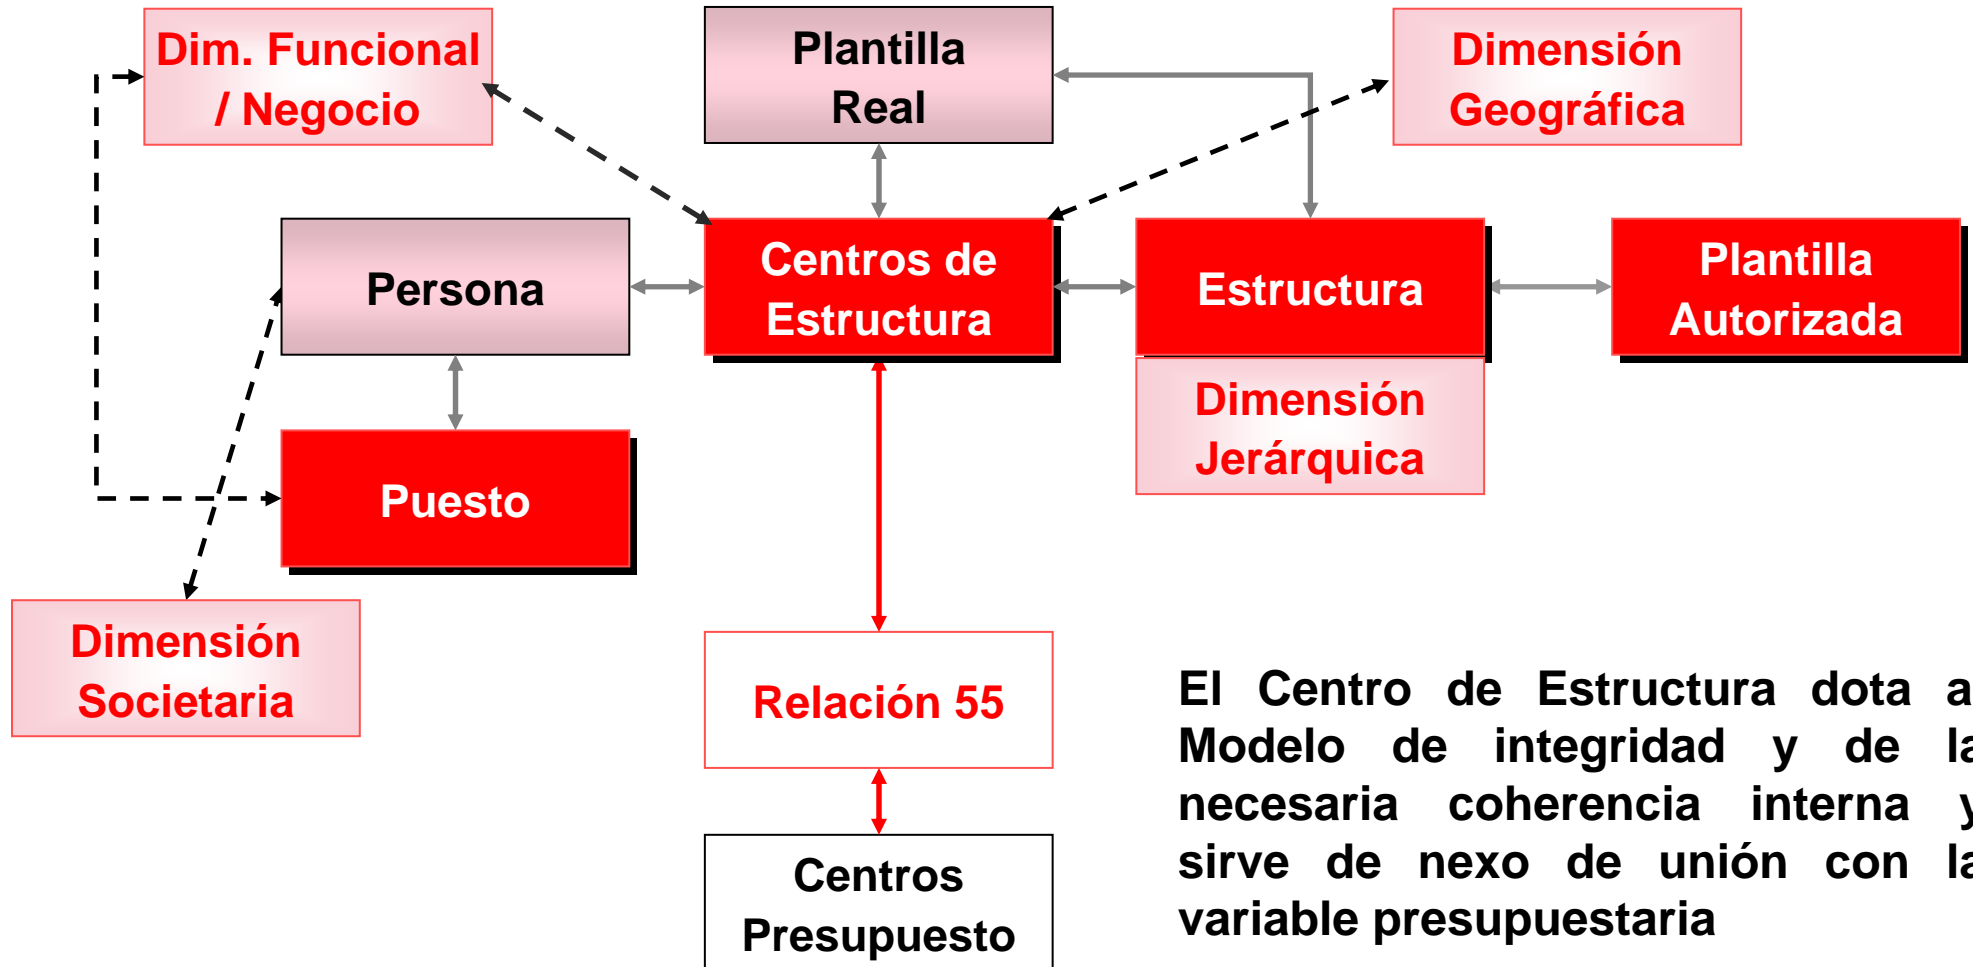 Dim. Funcional
/ Negocio
Plantilla
Real
Dimensión
Geográfica
Persona
Centros de
Estructura
Estructura
Plantilla
Autorizada
Dimensión
Jerárquica
Puesto
Dimensión
Societaria
Relación 55
Centros
Presupuesto
El Centro de Estructura dota a
Modelo de integridad y de la
necesaria coherencia interna y
sirve de nexo de unión con la
variable presupuestaria